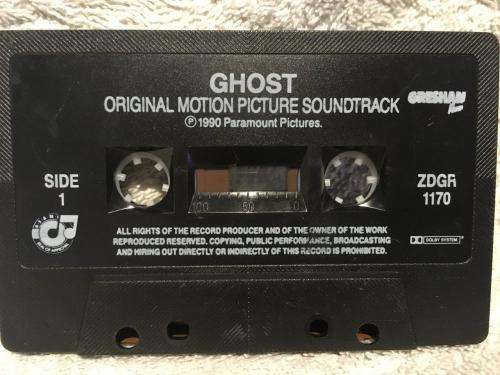 GHOST
ORIGINAL MOTION PICTURE SOUNDTRACK
℗ 1990 Paramount Pictures.
GRESHAM
SIDE
1
ZDGR
1170
100 50 0
ALL RIGHTS OF THE RECORD PRODUCER AND OF THE OWNER OF THE WORK
REPRODUCED RESERVED. COPYING, PUBLIC PERFORMANCE, BROADCASTING
AND HIRING OUT DIRECTLY OR INDIRECTLY OF THIS RECORD IS PROHIBITED.
DOLBY SYSTEM